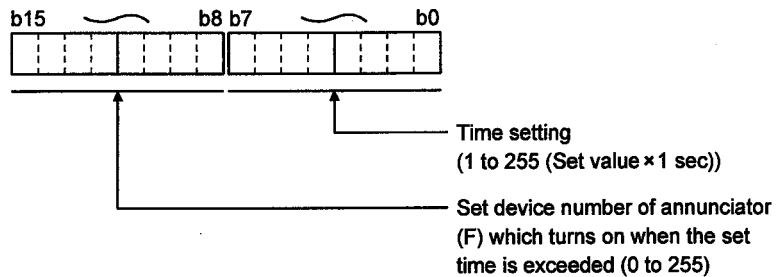 b15 b8 b7 b0
Time setting
(1 to 255 (Set value × 1 sec))
Set device number of annunciator
(F) which turns on when the set
time is exceeded (0 to 255)